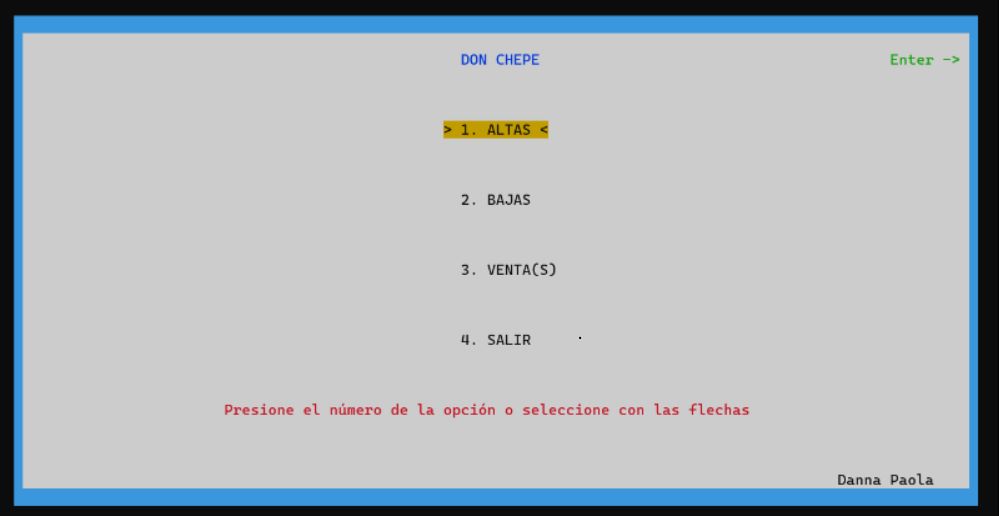 DON CHEPE Enter ->
> 1. ALTAS <
2. BAJAS
3. VENTA(S)
4. SALIR
Presione el número de la opción o seleccione con las flechas
Danna Paola